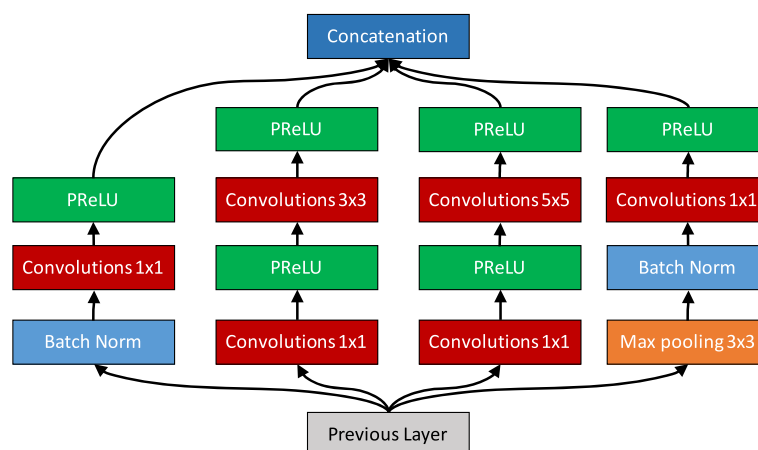 Concatenation
PReLU
PReLU
PReLU
PReLU
Convolutions 3x3
Convolutions 5x5
Convolutions 1x1
Convolutions 1x1
PReLU
PReLU
Batch Norm
Batch Norm
Convolutions 1x1
Convolutions 1x1
Max pooling 3x3
Previous Layer